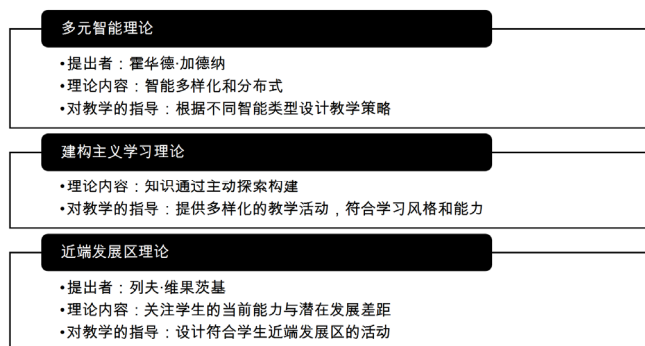 多元智能理论
•提出者：霍华德·加德纳
•理论内容：智能多样化和分布式
•对教学的指导：根据不同智能类型设计教学策略
建构主义学习理论
•理论内容：知识通过主动探索构建
•对教学的指导：提供多样化的教学活动，符合学习风格和能力
近端发展区理论
•提出者：列夫·维果茨基
•理论内容：关注学生的当前能力与潜在发展差距
•对教学的指导：设计符合学生近端发展区的活动